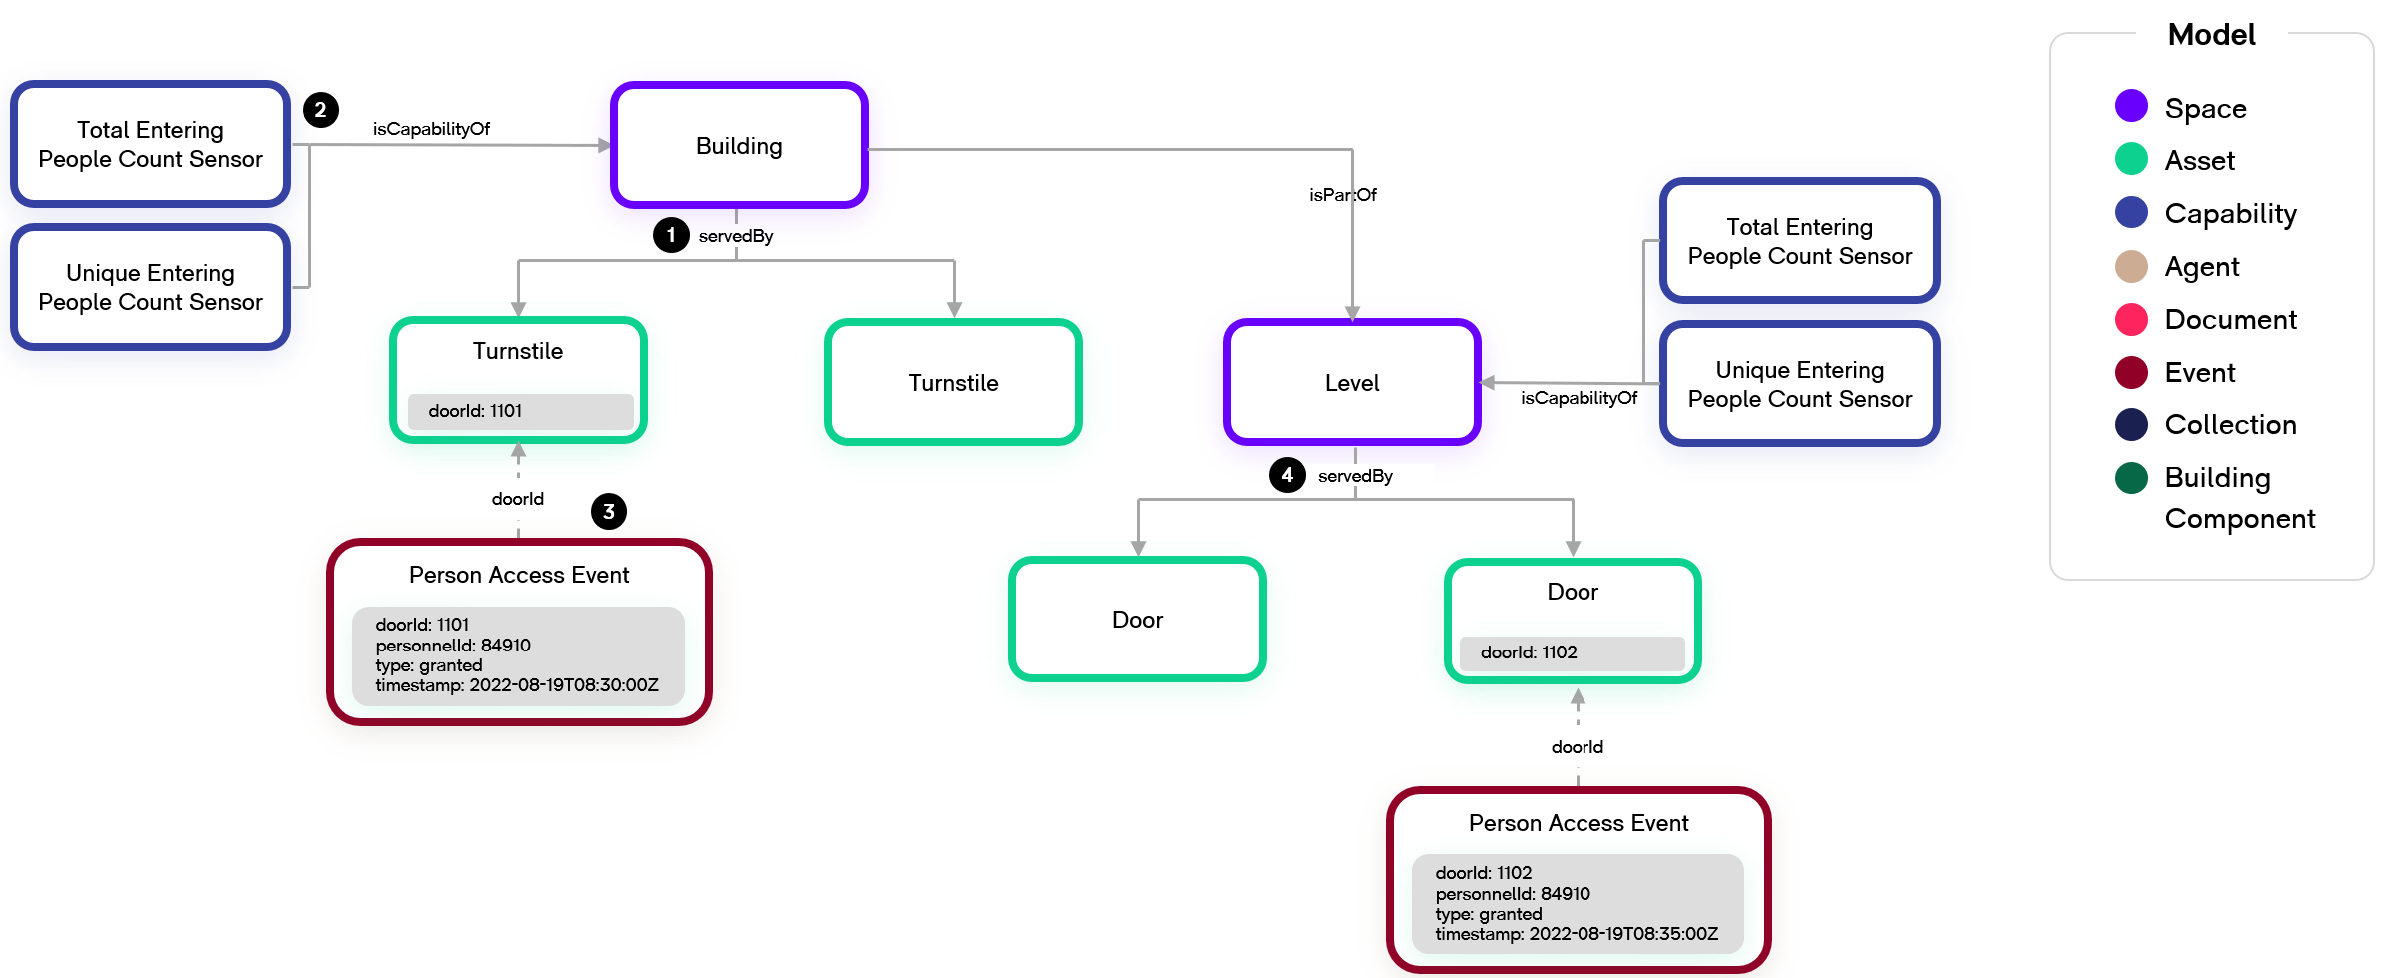 Model
Space
Asset
Capability
Agent
Document
Event
Collection
Building
Component
2
Total Entering
People Count Sensor
isCapabilityOf
Building
Unique Entering
People Count Sensor
1
servedBy
isPartOf
Turnstile
doorId: 1101
Turnstile
Level
Total Entering
People Count Sensor
Unique Entering
People Count Sensor
isCapabilityOf
doorId
3
4
servedBy
Person Access Event
doorId: 1101
personnelId: 84910
type: granted
timestamp: 2022-08-19T08:30:00Z
Door
Door
doorId: 1102
doorId
Person Access Event
doorId: 1102
personnelId: 84910
type: granted
timestamp: 2022-08-19T08:35:00Z